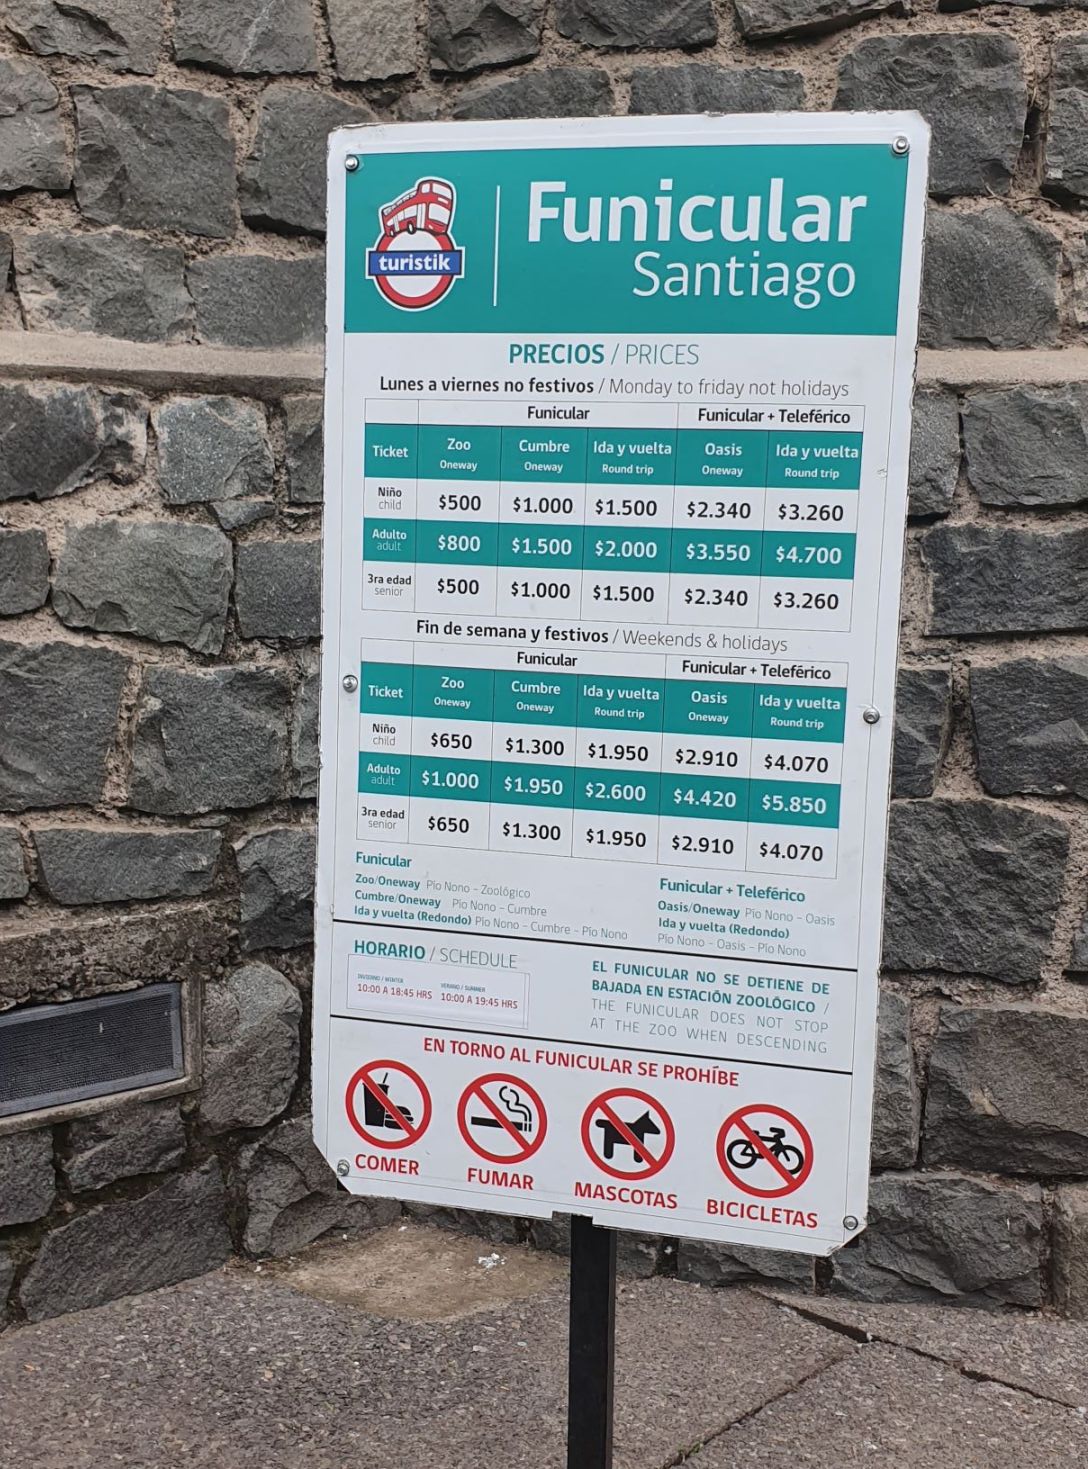 turistik
Funicular
Santiago
PRECIOS / PRICES
Lunes a viernes no festivos / Monday to friday not holidays
Funicular Funicular + Teleférico
Ticket Zoo Oneway Cumbre Oneway Ida y vuelta Round trip Oasis Oneway Ida y vuelta Round trip
Niño child $500 $1.000 $1.500 $2.340 $3.260
Adulto adult $800 $1.500 $2.000 $3.550 $4.700
3ra edad senior $500 $1.000 $1.500 $2.340 $3.260
Fin de semana y festivos / Weekends & holidays
Funicular Funicular + Teleférico
Ticket Zoo Oneway Cumbre Oneway Ida y vuelta Round trip Oasis Oneway Ida y vuelta Round trip
Niño child $650 $1.300 $1.950 $2.910 $4.070
Adulto adult $1.000 $1.950 $2.600 $4.420 $5.850
3ra edad senior $650 $1.300 $1.950 $2.910 $4.070
Funicular
Zoo/Oneway Pío Nono - Zoológico
Cumbre/Oneway Pío Nono - Cumbre
Ida y vuelta (Redondo) Pío Nono - Cumbre - Pío Nono
Funicular + Teleférico
Oasis/Oneway Pío Nono - Oasis
Ida y vuelta (Redondo)
Pío Nono - Oasis - Pío Nono
HORARIO / SCHEDULE
INVIERNO / WINTER
10:00 A 18:45 HRS
VERANO / SUMMER
10:00 A 19:45 HRS
EL FUNICULAR NO SE DETIENE DE
BAJADA EN ESTACIÓN ZOOLÓGICO /
THE FUNICULAR DOES NOT STOP
AT THE ZOO WHEN DESCENDING
EN TORNO AL FUNICULAR SE PROHÍBE
COMER
FUMAR
MASCOTAS
BICICLETAS